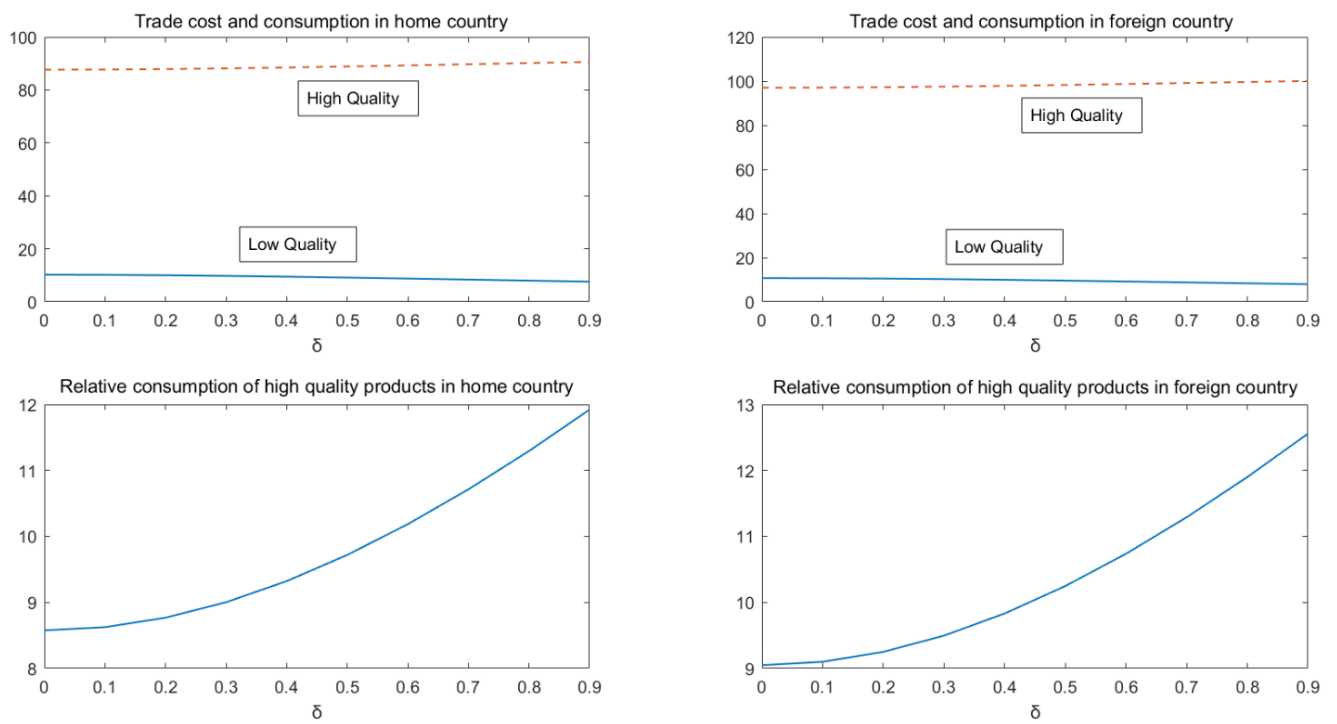 Trade cost and consumption in home country
100
80
60
40
20
0
High Quality
Low Quality
0 0.1 0.2 0.3 0.4 0.5 0.6 0.7 0.8 0.9
δ
Trade cost and consumption in foreign country
120
100
80
60
40
20
0
High Quality
Low Quality
0 0.1 0.2 0.3 0.4 0.5 0.6 0.7 0.8 0.9
δ
Relative consumption of high quality products in home country
12
11
10
9
8
0 0.1 0.2 0.3 0.4 0.5 0.6 0.7 0.8 0.9
δ
Relative consumption of high quality products in foreign country
13
12
11
10
9
0 0.1 0.2 0.3 0.4 0.5 0.6 0.7 0.8 0.9
δ